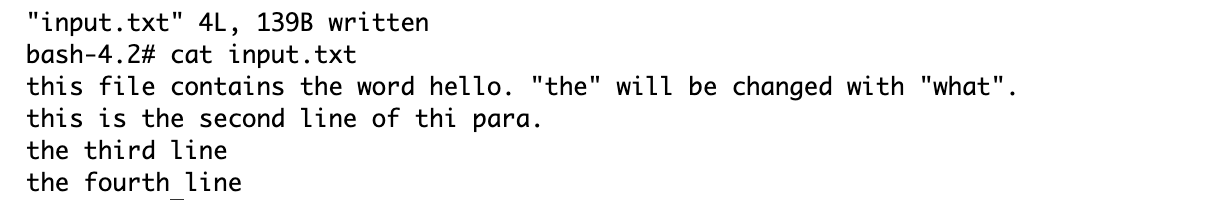 "input.txt" 4L, 139B written
bash-4.2# cat input.txt
this file contains the word hello. "the" will be changed with "what".
this is the second line of thi para.
the third line
the fourth line